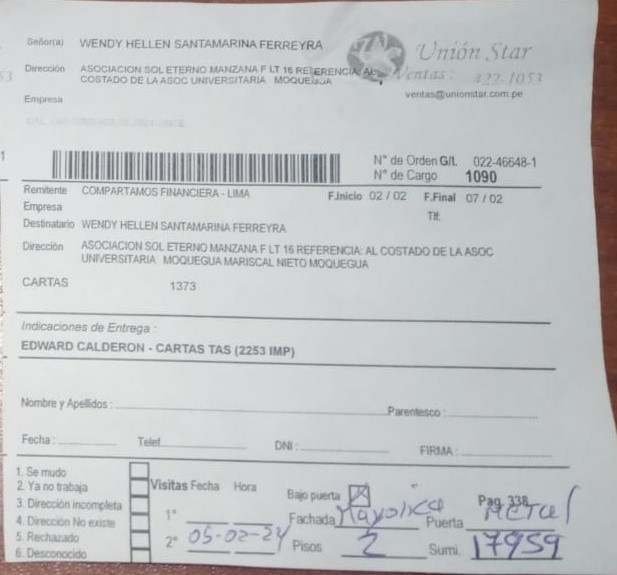 Señor(a) WENDY HELLEN SANTAMARINA FERREYRA
Unión Star
Dirección ASOCIACION SOL ETERNO MANZANA F LT 16 REFERENCIA: AL
COSTADO DE LA ASOC UNIVERSITARIA MOQUEGUA
Ventas: 422-1053
ventas@unionstar.com.pe
Empresa
N° de Orden G/I. 022-46648-1
N° de Cargo 1090
Remitente COMPARTAMOS FINANCIERA - LIMA F.Inicio 02 / 02 F.Final 07 / 02
Empresa Tlf:
Destinatario WENDY HELLEN SANTAMARINA FERREYRA
Dirección ASOCIACION SOL ETERNO MANZANA F LT 16 REFERENCIA: AL COSTADO DE LA ASOC
UNIVERSITARIA MOQUEGUA MARISCAL NIETO MOQUEGUA
CARTAS 1373
Indicaciones de Entrega :
EDWARD CALDERON - CARTAS TAS (2253 IMP)
Nombre y Apellidos : Parentesco :
Fecha : Telef. DNI : FIRMA :
1. Se mudo
2. Ya no trabaja
3. Dirección incompleta
4. Dirección No existe
5. Rechazado
6. Desconocido
Visitas Fecha Hora
1°
2° 05-02-24
Bajo puerta X
Pag. 338
Fachada Mayolica Puerta Metal
Pisos 2 Sumi. 17959